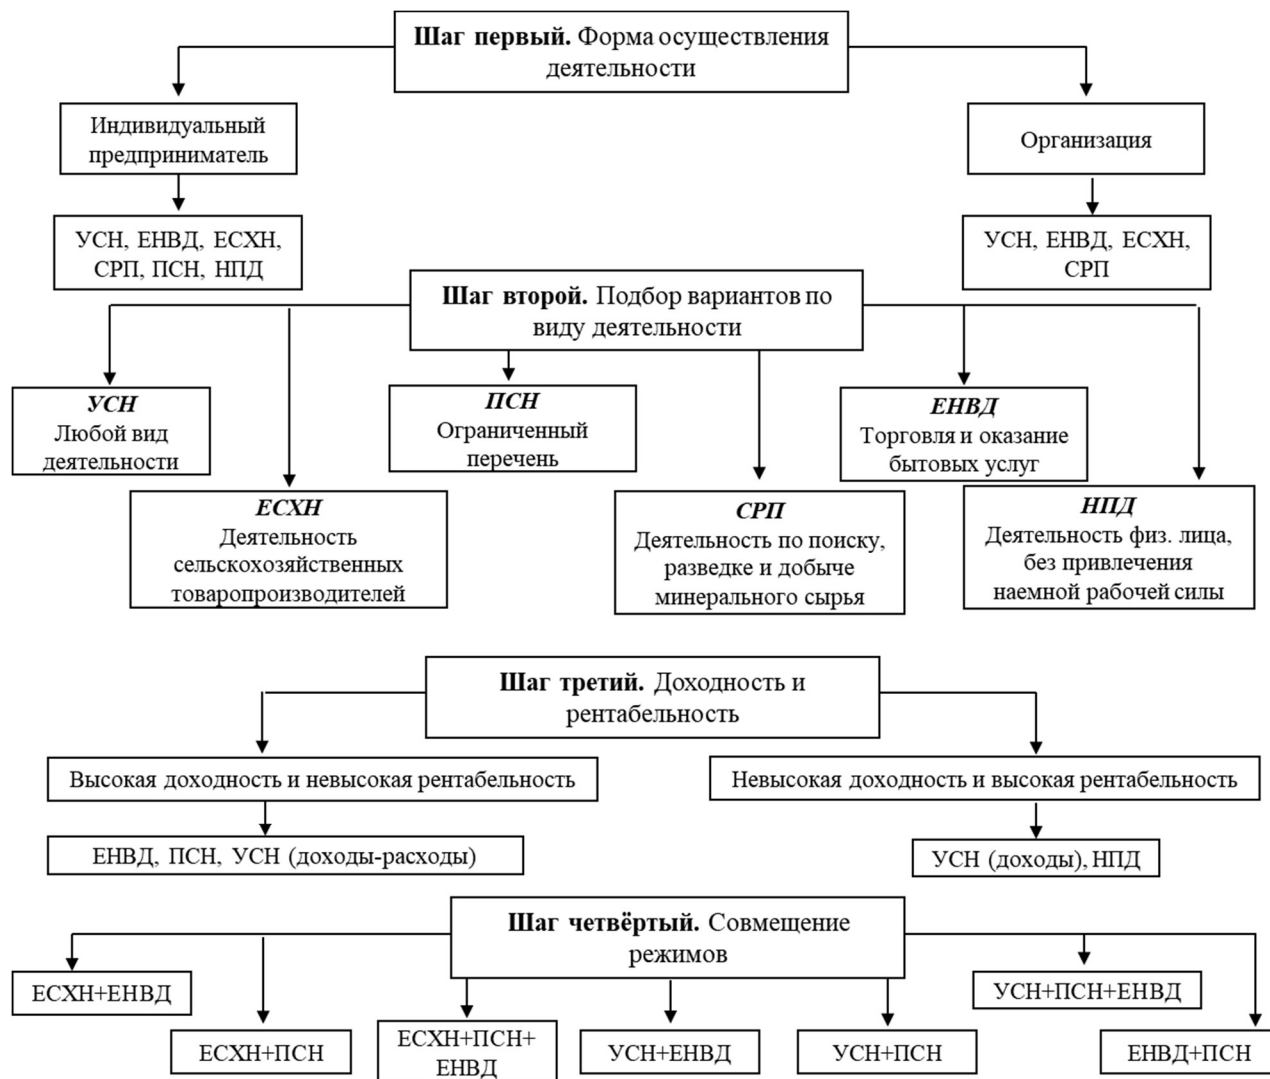 Шаг первый. Форма осуществления
деятельности
Индивидуальный
предприниматель
Организация
УСН, ЕНВД, ЕСХН,
СРП, ПСН, НПД
УСН, ЕНВД, ЕСХН,
СРП
Шаг второй. Подбор вариантов по
виду деятельности
УСН
Любой вид
деятельности
ПСН
Ограниченный
перечень
ЕНВД
Торговля и оказание
бытовых услуг
ЕСХН
Деятельность
сельскохозяйственных
товаропроизводителей
СРП
Деятельность по поиску,
разведке и добыче
минерального сырья
НПД
Деятельность физ. лица,
без привлечения
наемной рабочей силы
Шаг третий. Доходность и
рентабельность
Высокая доходность и невысокая рентабельность
Невысокая доходность и высокая рентабельность
ЕНВД, ПСН, УСН (доходы-расходы)
УСН (доходы), НПД
Шаг четвёртый. Совмещение
режимов
ЕСХН+ЕНВД
УСН+ПСН+ЕНВД
ЕСХН+ПСН
ЕСХН+ПСН+
ЕНВД
УСН+ЕНВД
УСН+ПСН
ЕНВД+ПСН